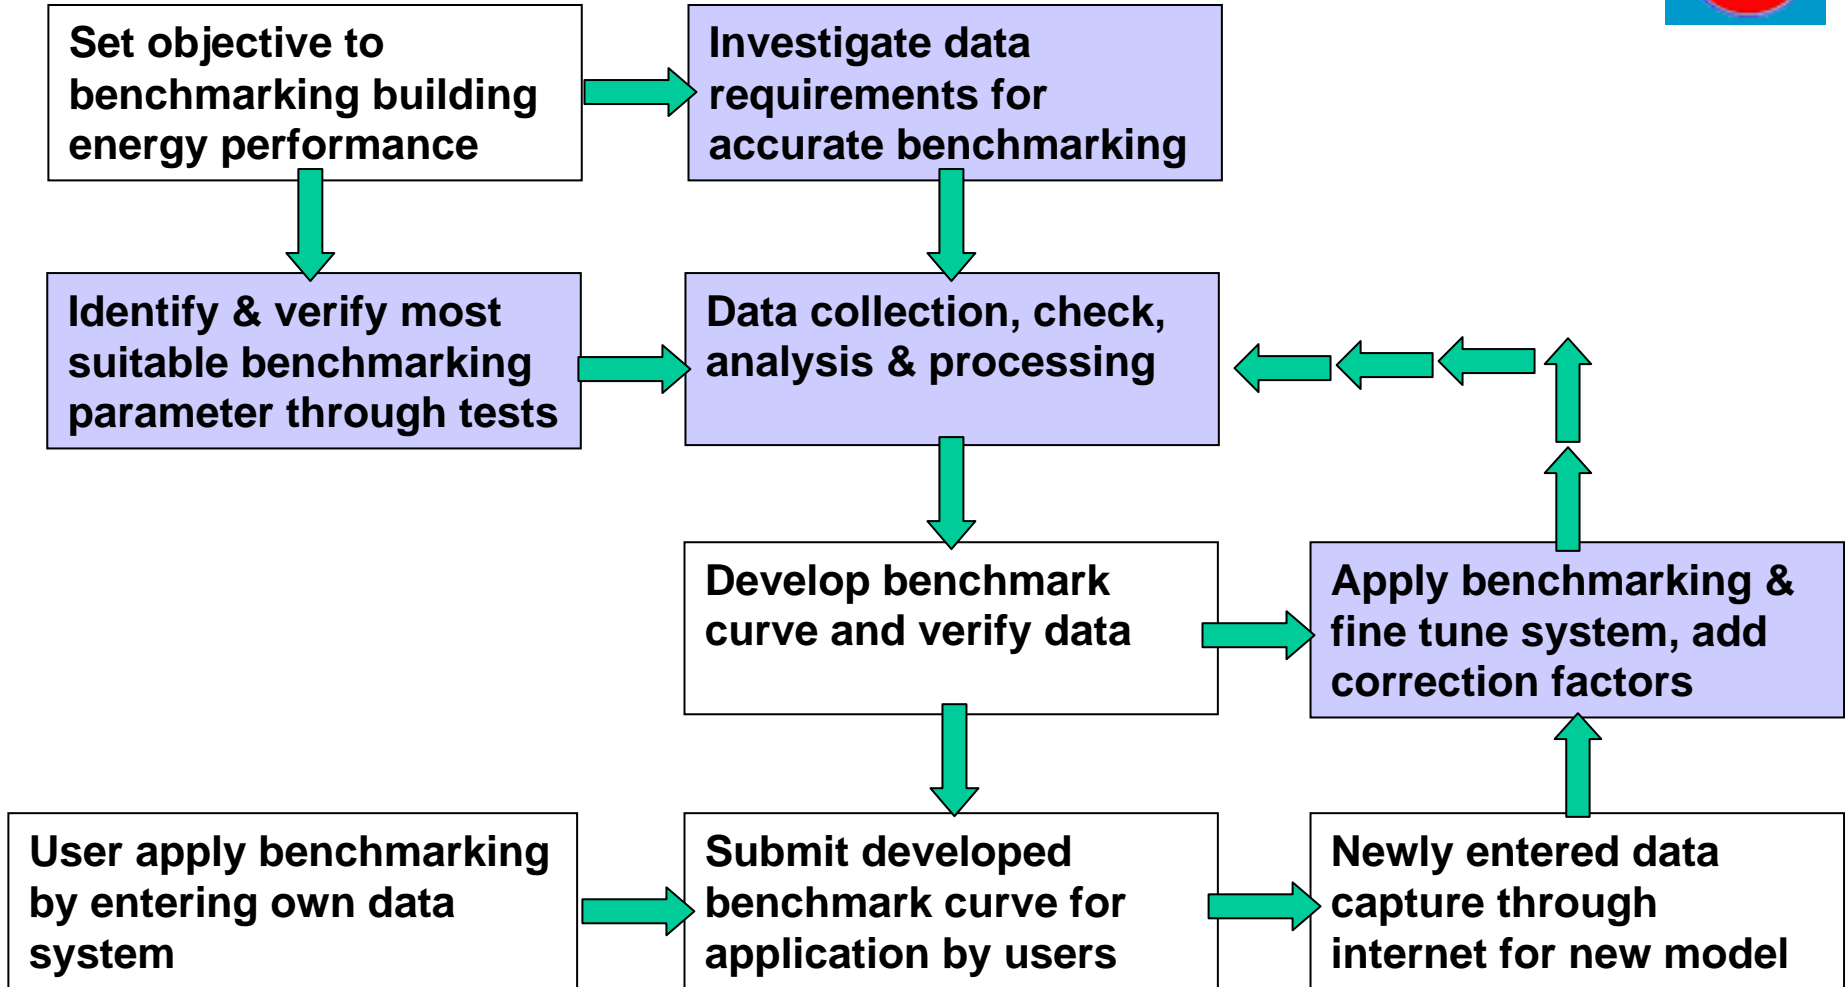 Set objective to
benchmarking building
energy performance
Investigate data
requirements for
accurate benchmarking
Identify & verify most
suitable benchmarking
parameter through tests
Data collection, check,
analysis & processing
Develop benchmark
curve and verify data
Apply benchmarking &
fine tune system, add
correction factors
User apply benchmarking
by entering own data
system
Submit developed
benchmark curve for
application by users
Newly entered data
capture through
internet for new model